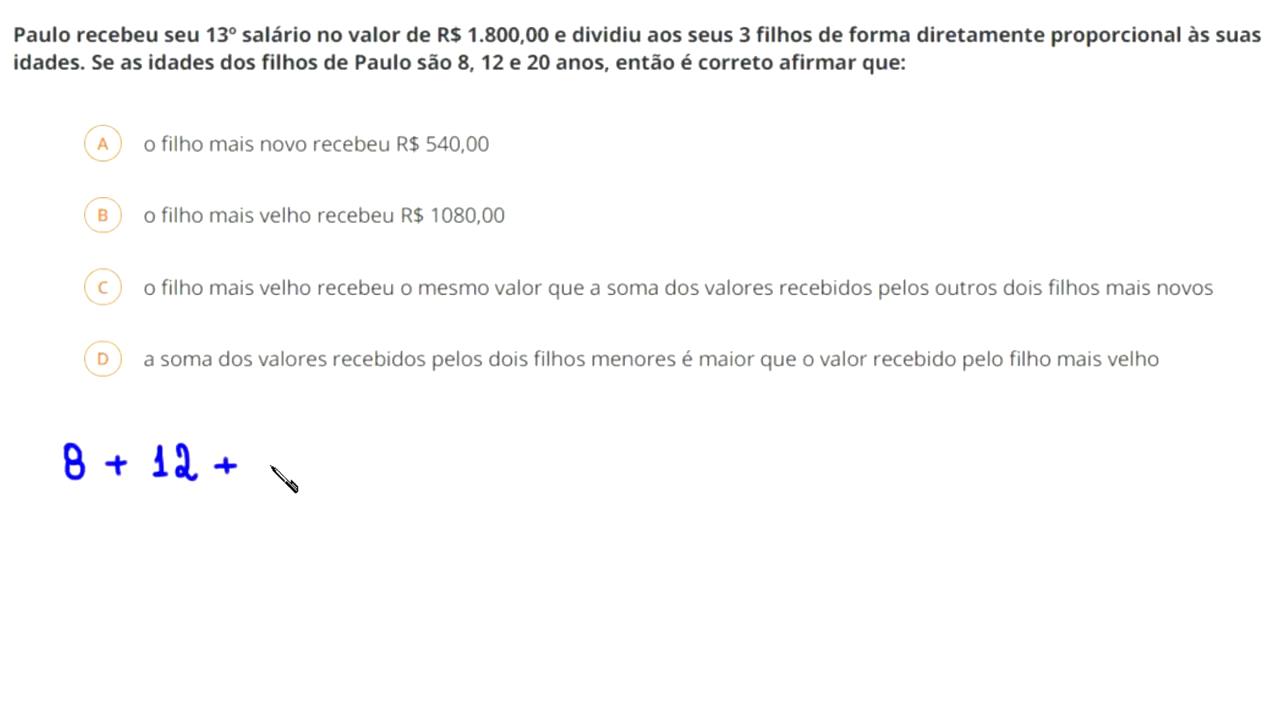 Paulo recebeu seu 13º salário no valor de R$ 1.800,00 e dividiu aos seus 3 filhos de forma diretamente proporcional às suas
idades. Se as idades dos filhos de Paulo são 8, 12 e 20 anos, então é correto afirmar que:
A o filho mais novo recebeu R$ 540,00
B o filho mais velho recebeu R$ 1080,00
C o filho mais velho recebeu o mesmo valor que a soma dos valores recebidos pelos outros dois filhos mais novos
D a soma dos valores recebidos pelos dois filhos menores é maior que o valor recebido pelo filho mais velho
8 + 12 +